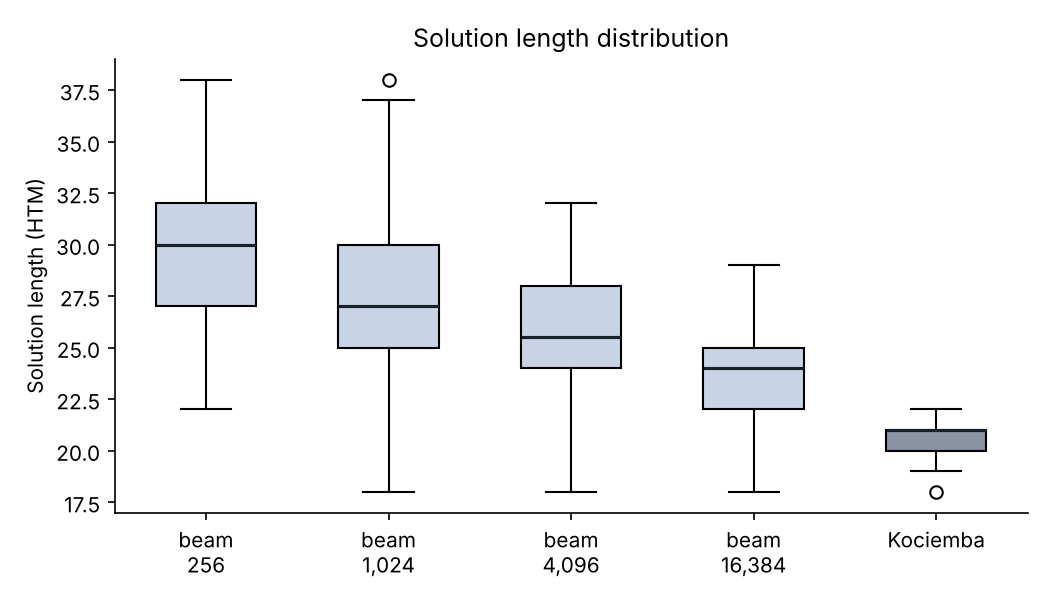 Solution length distribution
Solution length (HTM)
37.5
35.0
32.5
30.0
27.5
25.0
22.5
20.0
17.5
beam
256
beam
1,024
beam
4,096
beam
16,384
Kociemba